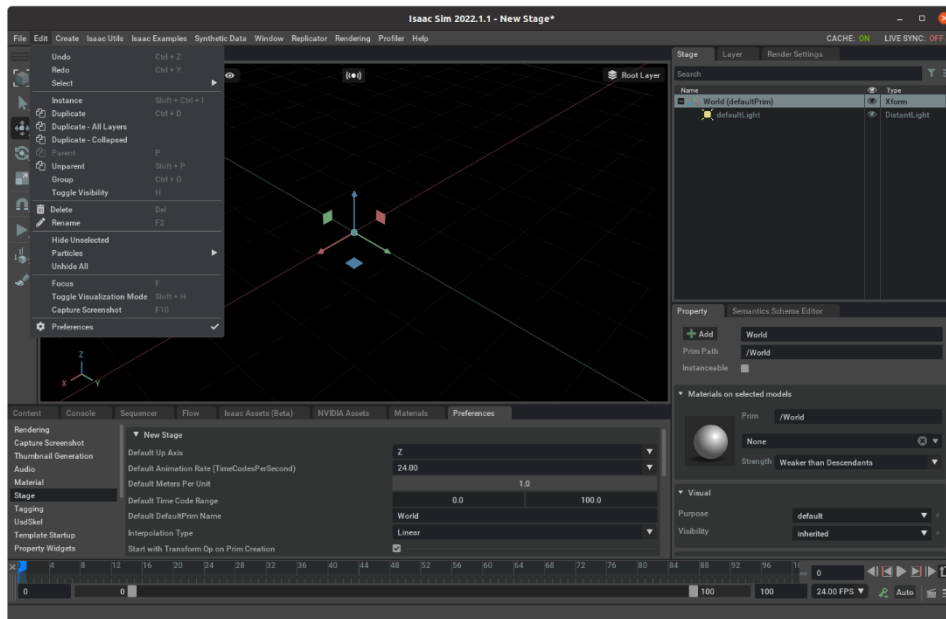 Isaac Sim 2022.1.1 - New Stage*
File Edit Create Isaac Utils Isaac Examples Synthetic Data Window Replicator Rendering Profiler Help CACHE: ON LIVE SYNC: OFF
Undo Ctrl + Z
Redo Ctrl + Y
Select
Instance Shift + Ctrl + I
Duplicate Ctrl + D
Duplicate - All Layers
Duplicate - Collapsed
Parent P
Unparent Shift + P
Group Ctrl + G
Toggle Visibility H
Delete Del
Rename F2
Hide Unselected
Particles
Unhide All
Focus F
Toggle Visualization Mode Shift + H
Capture Screenshot F10
Preferences
Root Layer
Z
X Y
Stage Layer Render Settings
Search
Name Type
World (defaultPrim) Xform
defaultLight DistantLight
Property Semantics Schema Editor
Add World
Prim Path /World
Instanceable
Materials on selected models
Prim /World
None
Strength Weaker than Descendants
Visual
Purpose default
Visibility inherited
Content Console Sequencer Flow Isaac Assets (Beta) NVIDIA Assets Materials Preferences
Rendering
Capture Screenshot
Thumbnail Generation
Audio
Material
Stage
Tagging
UsdSkel
Template Startup
Property Widgets
New Stage
Default Up Axis Z
Default Animation Rate (TimeCodesPerSecond) 24.00
Default Meters Per Unit 1.0
Default Time Code Range 0.0 100.0
Default DefaultPrim Name World
Interpolation Type Linear
Start with Transform Op on Prim Creation
4 8 12 16 20 24 28 32 36 40 44 48 52 56 60 64 68 72 76 80 84 88 92 96 0
0 0 100 100 24.00 FPS Auto